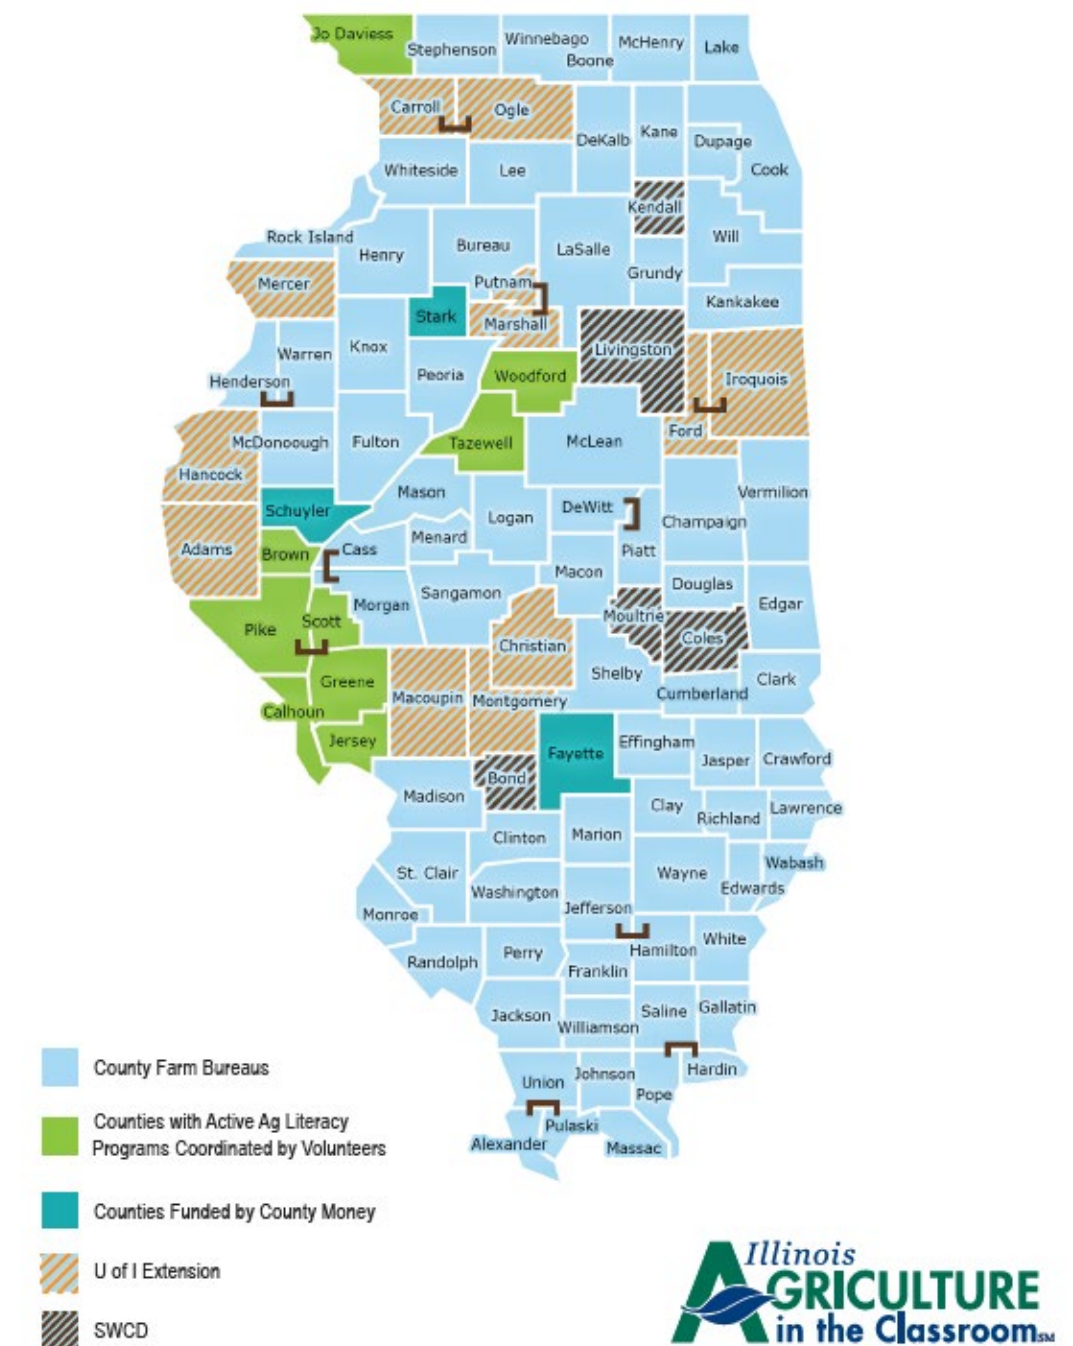 Jo Daviess
Stephenson
Winnebago
Boone
McHenry
Lake
Carroll
Ogle
DeKalb
Kane
Dupage
Cook
Whiteside
Lee
Kendall
Rock Island
Henry
Bureau
LaSalle
Will
Grundy
Mercer
Putnam
Kankakee
Stark
Marshall
Livingston
Warren
Knox
Peoria
Woodford
Iroquois
Henderson
McDonoough
Fulton
Tazewell
McLean
Ford
Hancock
Mason
Vermilion
Schuyler
Logan
DeWitt
Champaign
Adams
Brown
Cass
Menard
Piatt
Macon
Douglas
Edgar
Morgan
Sangamon
Pike
Scott
Christian
Moultrie
Coles
Greene
Macoupin
Montgomery
Shelby
Cumberland
Clark
Calhoun
Jersey
Fayette
Effingham
Jasper
Crawford
Bond
Madison
Clay
Richland
Lawrence
Clinton
Marion
St. Clair
Wayne
Wabash
Edwards
Washington
Jefferson
Monroe
Hamilton
White
Randolph
Perry
Franklin
Jackson
Williamson
Saline
Gallatin
Union
Johnson
Hardin
Pope
Pulaski
Alexander
Massac
County Farm Bureaus
Counties with Active Ag Literacy
Programs Coordinated by Volunteers
Counties Funded by County Money
U of I Extension
SWCD
Illinois
AGRICULTURE
in the Classroom SM